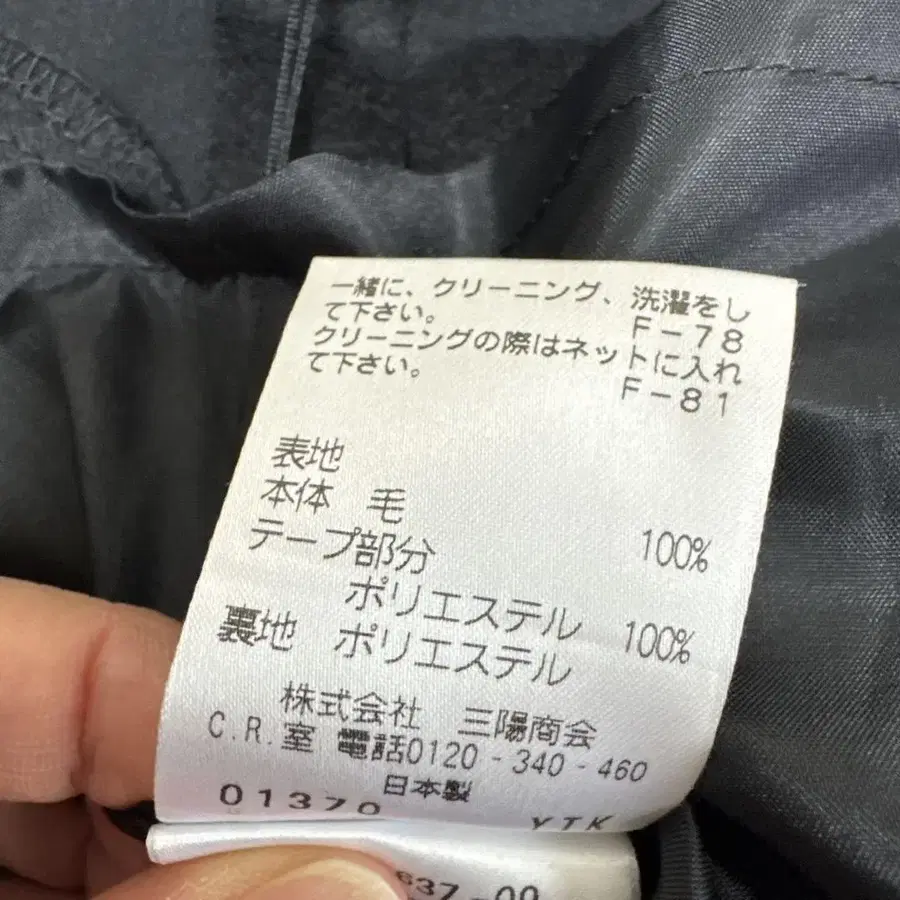 一緒に、クリーニング、洗濯をし
て下さい。 F-78
クリーニングの際はネットに入れ
て下さい。 F-81
表地
本体 毛 100%
テープ部分
ポリエステル 100%
裏地 ポリエステル
株式会社 三陽商会
C.R.室 電話0120-340-460
日本製
01370 YTK
637-00